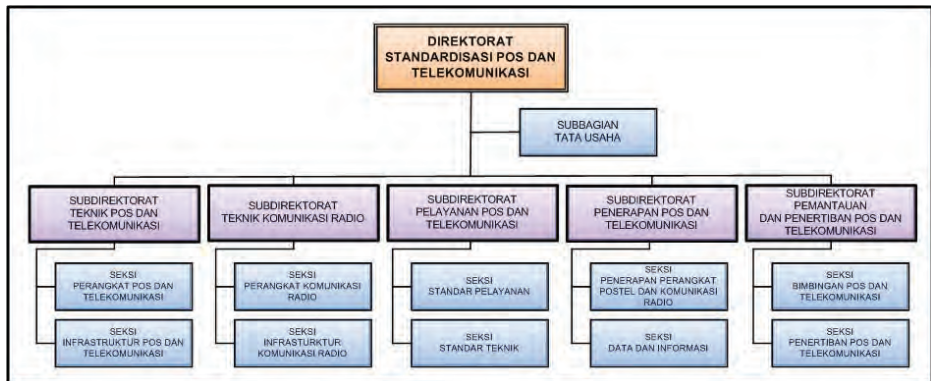 DIREKTORAT
STANDARDISASI POS DAN
TELEKOMUNIKASI
SUBBAGIAN
TATA USAHA
SUBDIREKTORAT
TEKNIK POS DAN
TELEKOMUNIKASI
SUBDIREKTORAT
TEKNIK KOMUNIKASI RADIO
SUBDIREKTORAT
PELAYANAN POS DAN
TELEKOMUNIKASI
SUBDIREKTORAT
PENERAPAN POS DAN
TELEKOMUNIKASI
SUBDIREKTORAT
PEMANTAUAN
DAN PENERTIBAN POS DAN
TELEKOMUNIKASI
SEKSI
PERANGKAT POS DAN
TELEKOMUNIKASI
SEKSI
PERANGKAT KOMUNIKASI
RADIO
SEKSI
STANDAR PELAYANAN
SEKSI
PENERAPAN PERANGKAT
POSTEL DAN KOMUNIKASI
RADIO
SEKSI
BIMBINGAN POS DAN
TELEKOMUNIKASI
SEKSI
INFRASTRUKTUR POS DAN
TELEKOMUNIKASI
SEKSI
INFRASTURKTUR
KOMUNIKASI RADIO
SEKSI
STANDAR TEKNIK
SEKSI
DATA DAN INFORMASI
SEKSI
PENERTIBAN POS DAN
TELEKOMUNIKASI